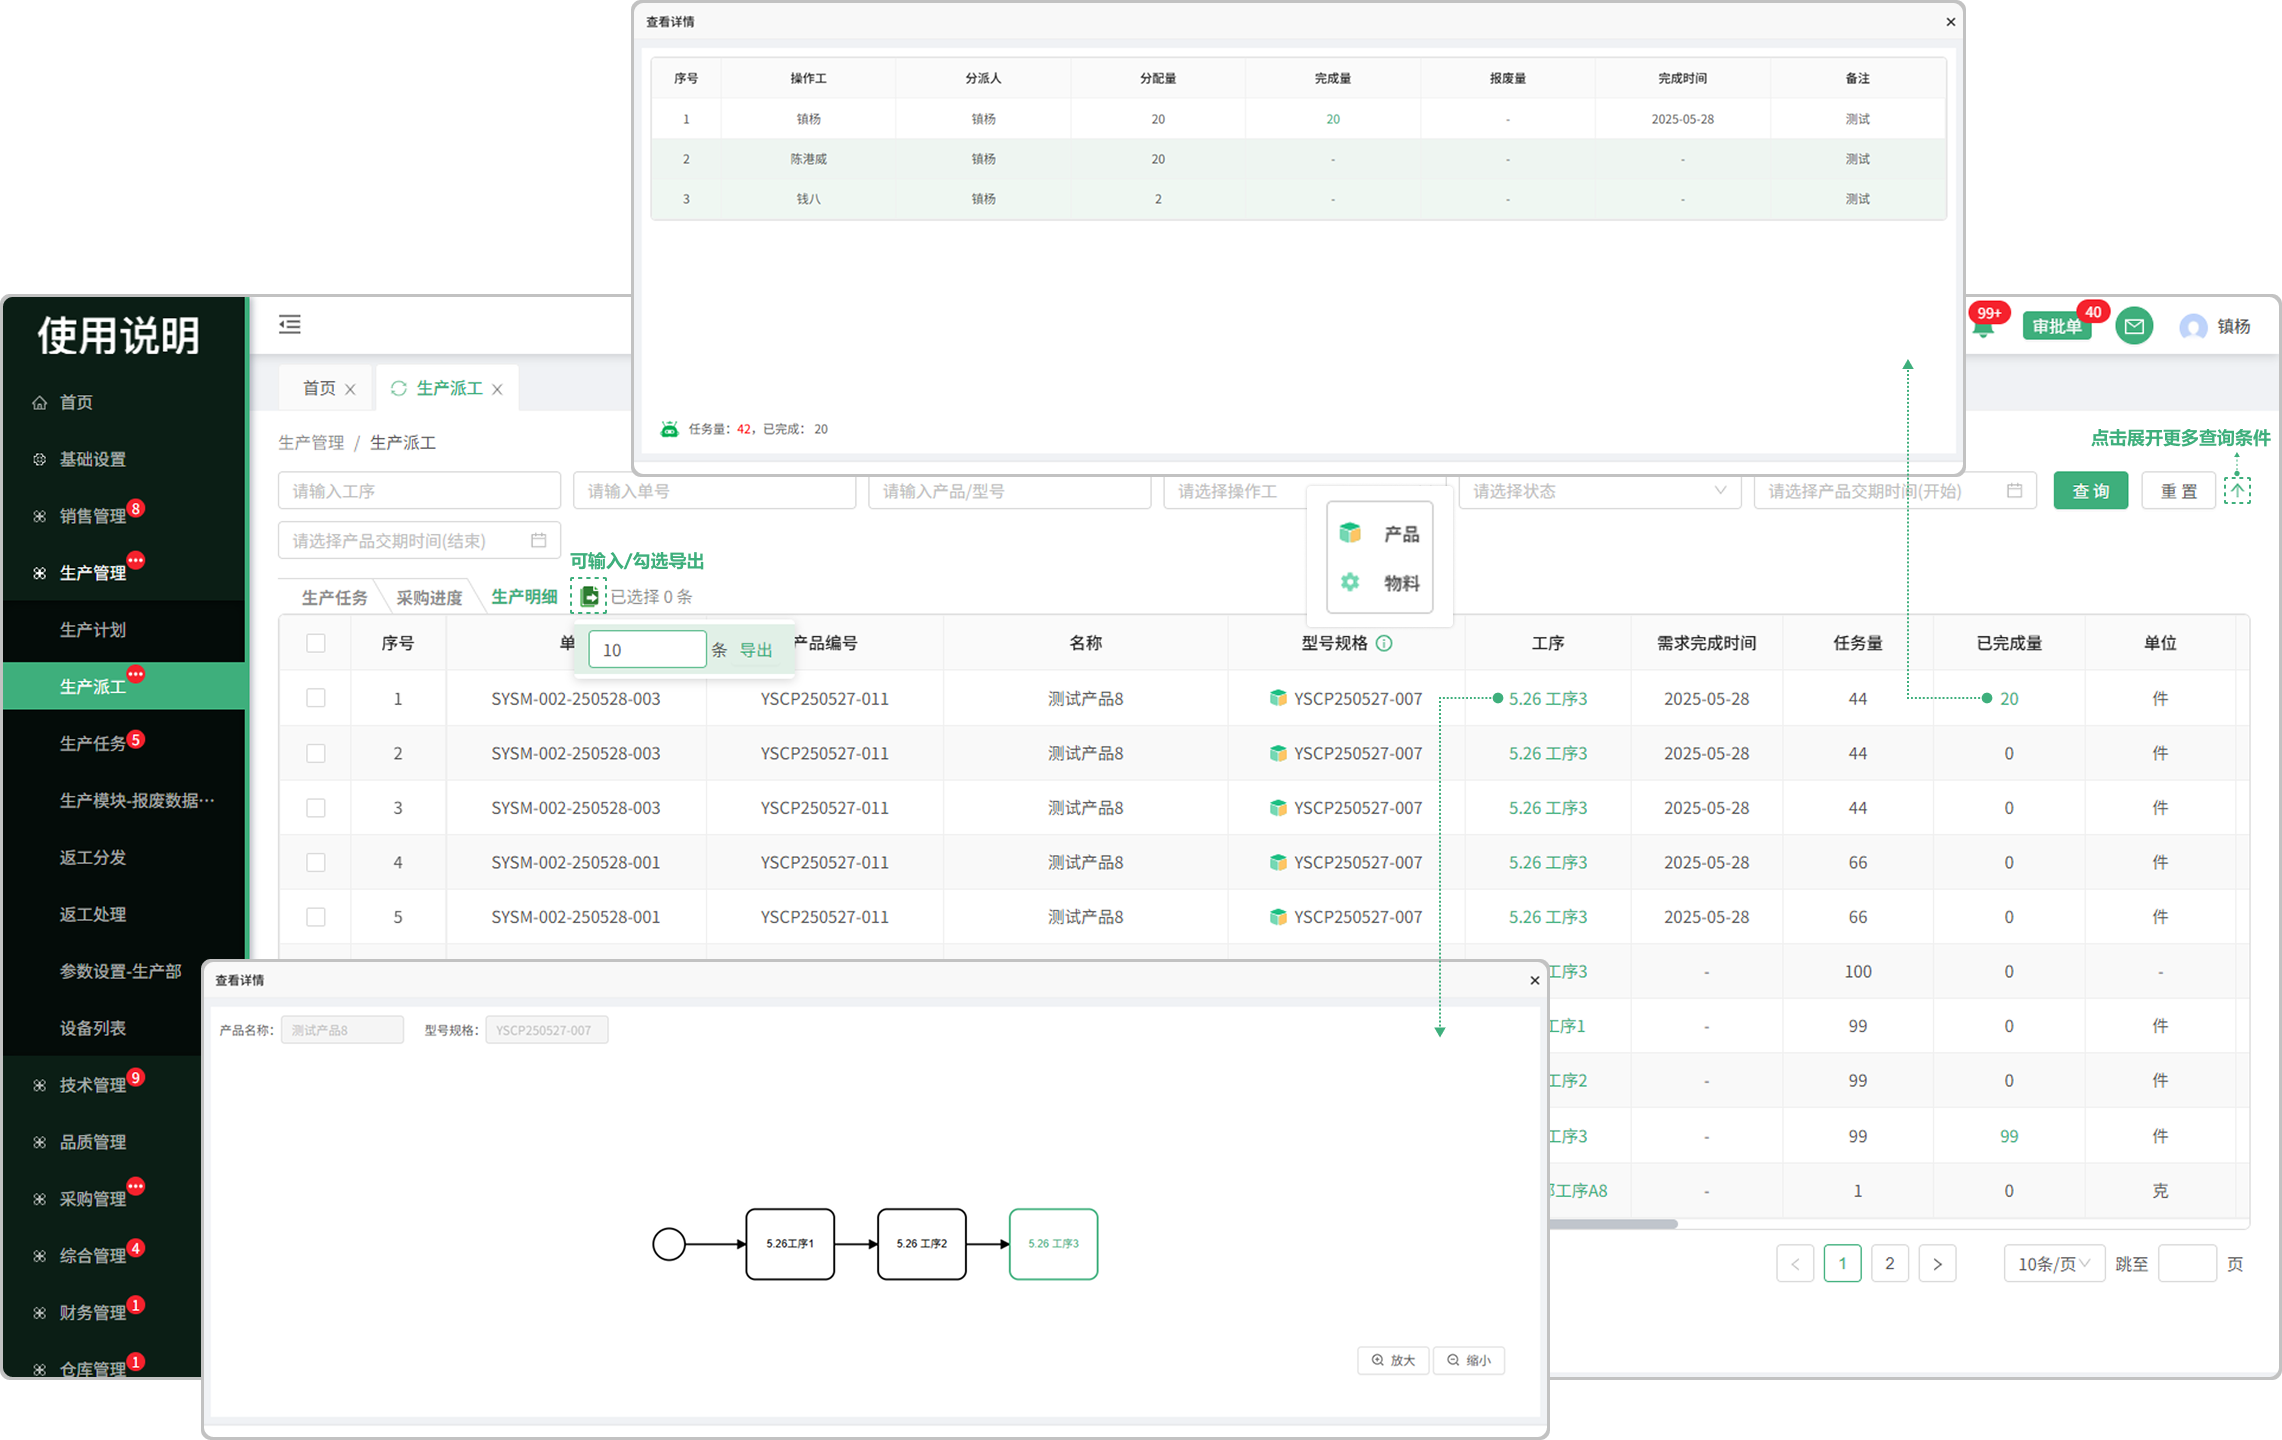 查看详情
序号 操作工 分派人 分配量 完成量 报废量 完成时间 备注
1 镇杨 镇杨 20 20 - 2025-05-28 测试
2 陈港威 镇杨 20 - - - 测试
3 钱八 镇杨 2 - - - 测试
任务量：42，已完成： 20
使用说明
首页
基础设置
销售管理 8
生产管理
生产计划
生产派工
生产任务 5
生产模块-报废数据···
返工分发
返工处理
参数设置-生产部
设备列表
技术管理 9
品质管理
采购管理
综合管理 4
财务管理 1
仓库管理 1
99+
审批单 40
镇杨
首页 生产派工
生产管理 / 生产派工
点击展开更多查询条件
请输入工序 请输入单号 请输入产品/型号 请选择操作工 请选择状态 请选择产品交期时间(开始) 查 询 重 置
请选择产品交期时间(结束)
产品
物料
可输入/勾选导出
生产任务 采购进度 生产明细 已选择 0 条
10 条 导出
序号 单 产品编号 名称 型号规格 工序 需求完成时间 任务量 已完成量 单位
1 SYSM-002-250528-003 YSCP250527-011 测试产品8 YSCP250527-007 5.26 工序3 2025-05-28 44 20 件
2 SYSM-002-250528-003 YSCP250527-011 测试产品8 YSCP250527-007 5.26 工序3 2025-05-28 44 0 件
3 SYSM-002-250528-003 YSCP250527-011 测试产品8 YSCP250527-007 5.26 工序3 2025-05-28 44 0 件
4 SYSM-002-250528-001 YSCP250527-011 测试产品8 YSCP250527-007 5.26 工序3 2025-05-28 66 0 件
5 SYSM-002-250528-001 YSCP250527-011 测试产品8 YSCP250527-007 5.26 工序3 2025-05-28 66 0 件
工序3 - 100 0 -
工序1 - 99 0 件
工序2 - 99 0 件
工序3 - 99 99 件
工序A8 - 1 0 克
1 2 10条/页 跳至 页
查看详情
产品名称： 测试产品8 型号规格： YSCP250527-007
5.26工序1 5.26 工序2 5.26 工序3
放大 缩小